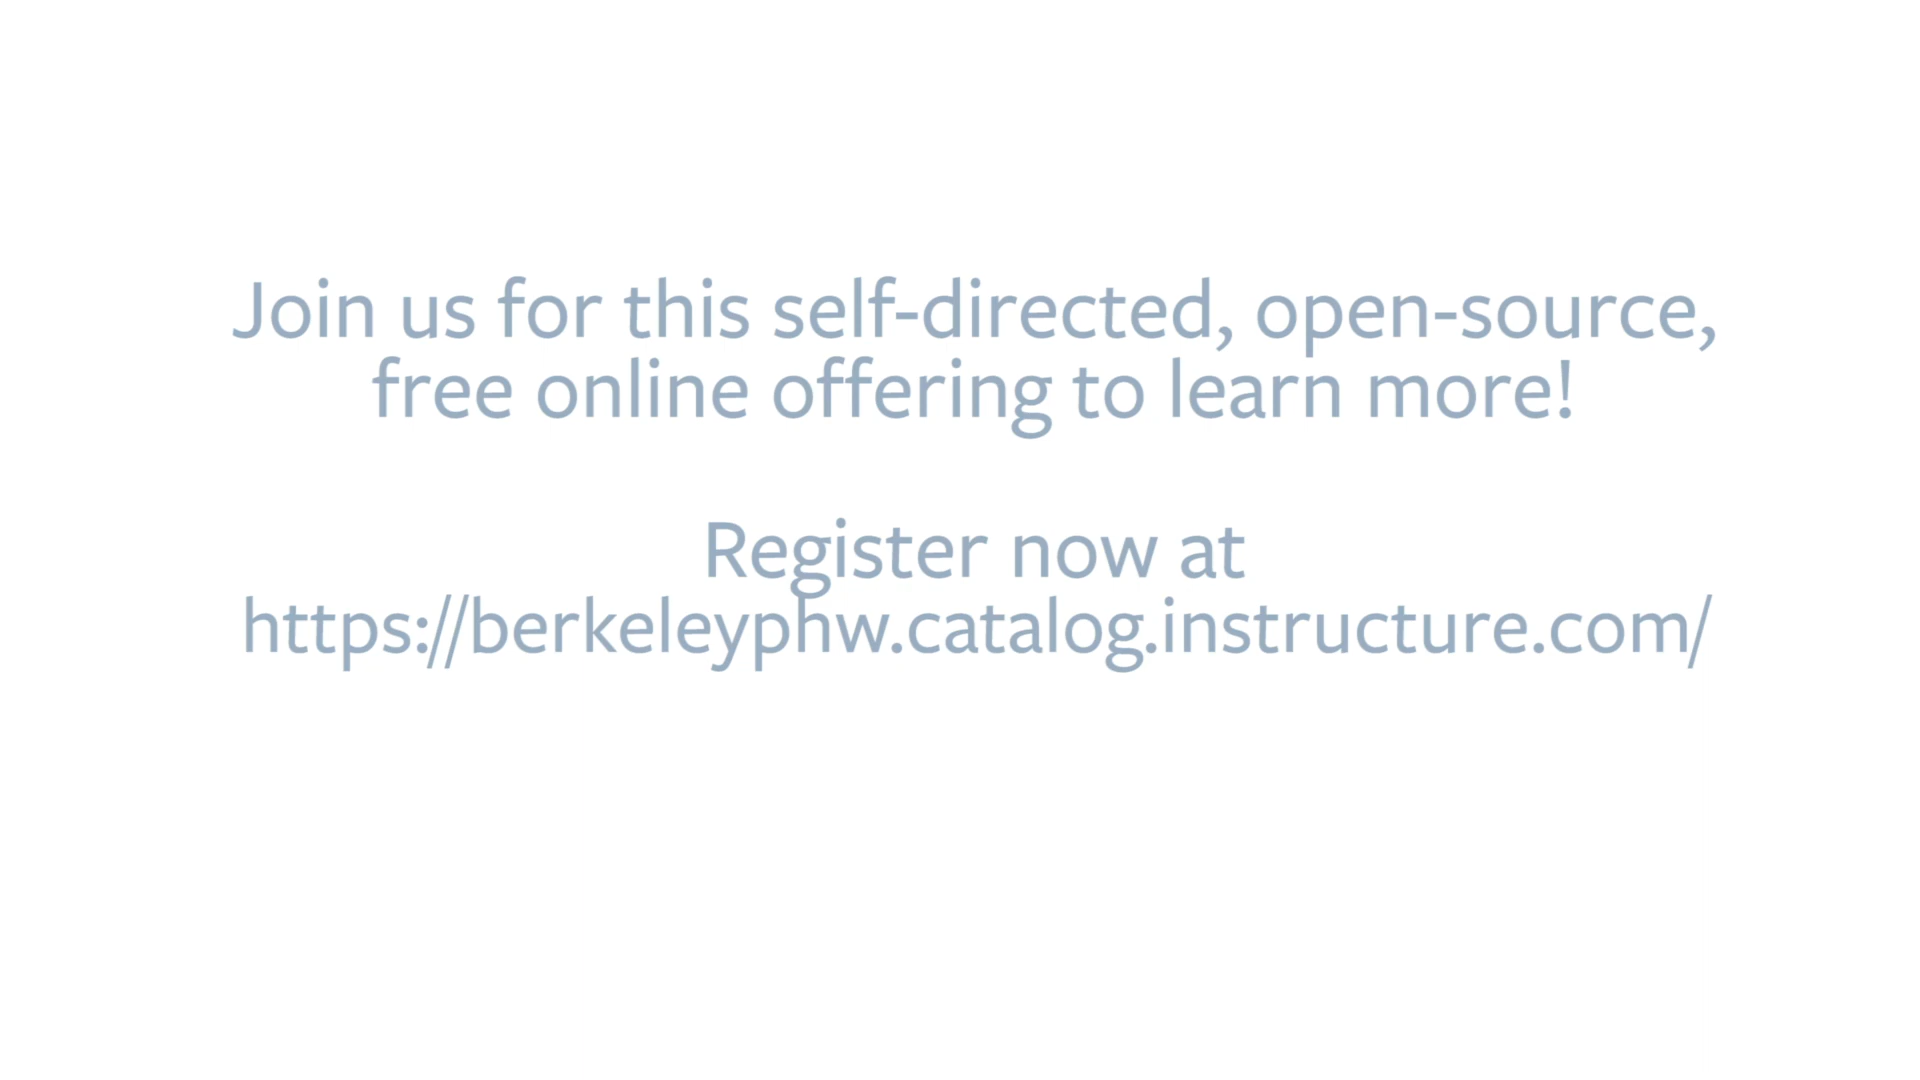 Join us for this self-directed, open-source,
free online offering to learn more!
Register now at
https://berkeleyphw.catalog.instructure.com/